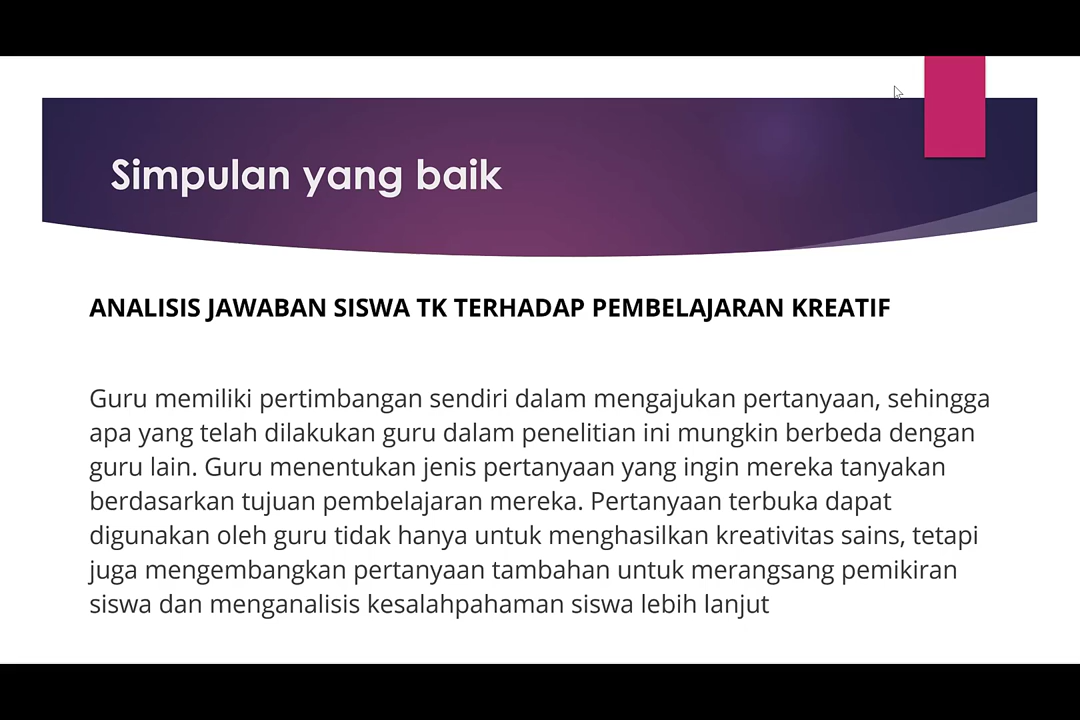 Simpulan yang baik
ANALISIS JAWABAN SISWA TK TERHADAP PEMBELAJARAN KREATIF
Guru memiliki pertimbangan sendiri dalam mengajukan pertanyaan, sehingga
apa yang telah dilakukan guru dalam penelitian ini mungkin berbeda dengan
guru lain. Guru menentukan jenis pertanyaan yang ingin mereka tanyakan
berdasarkan tujuan pembelajaran mereka. Pertanyaan terbuka dapat
digunakan oleh guru tidak hanya untuk menghasilkan kreativitas sains, tetapi
juga mengembangkan pertanyaan tambahan untuk merangsang pemikiran
siswa dan menganalisis kesalahpahaman siswa lebih lanjut